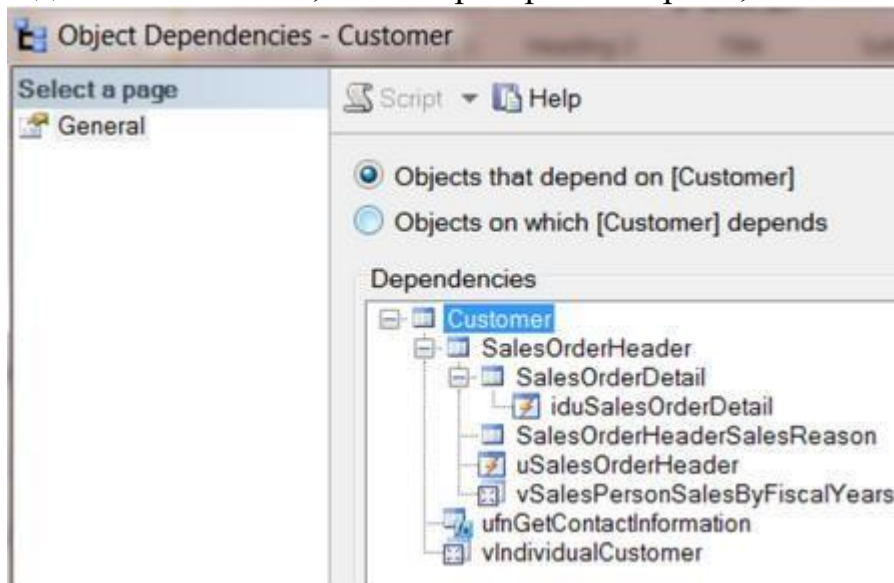 Object Dependencies - Customer
Select a page
General
Script Help
Objects that depend on [Customer]
Objects on which [Customer] depends
Dependencies
Customer
SalesOrderHeader
SalesOrderDetail
iduSalesOrderDetail
SalesOrderHeaderSalesReason
uSalesOrderHeader
vSalesPersonSalesByFiscalYears
ufnGetContactInformation
vIndividualCustomer